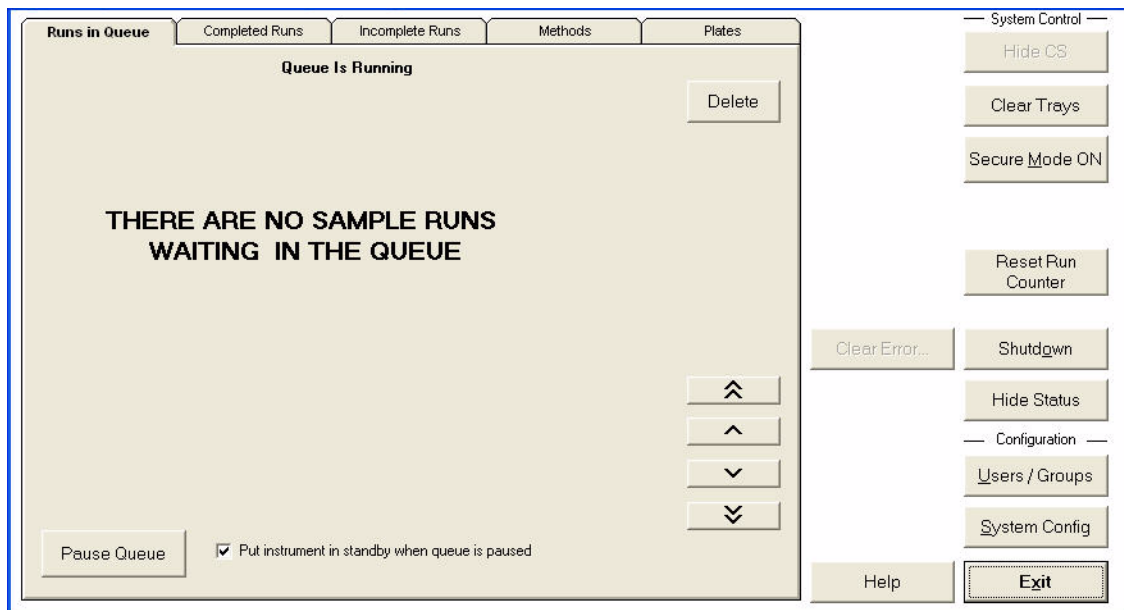 Runs in Queue
Completed Runs
Incomplete Runs
Methods
Plates
Queue Is Running
Delete
THERE ARE NO SAMPLE RUNS
WAITING IN THE QUEUE
Pause Queue
Put instrument in standby when queue is paused
System Control
Hide CS
Clear Trays
Secure Mode ON
Reset Run
Counter
Clear Error...
Shutdown
Hide Status
Configuration
Users / Groups
System Config
Help
Exit